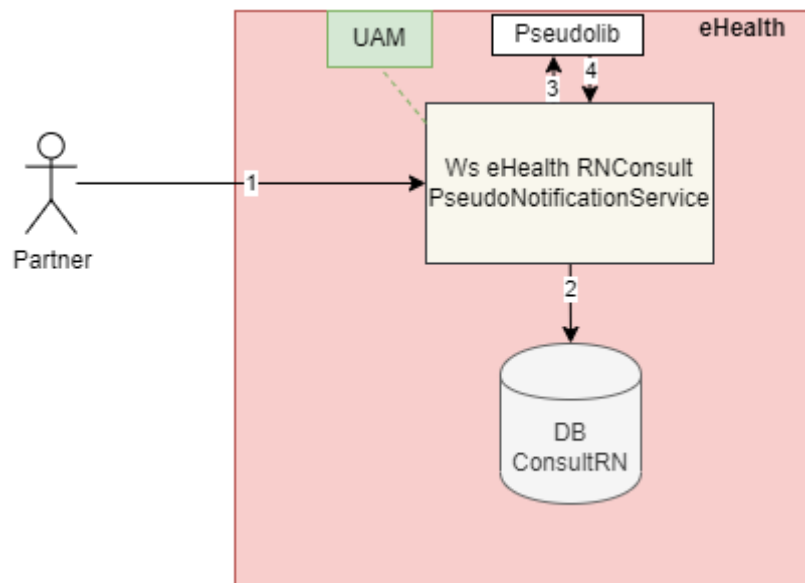 UAM
Pseudolib
eHealth
3
4
Ws eHealth RNConsult
PseudoNotificationService
1
Partner
2
DB
ConsultRN